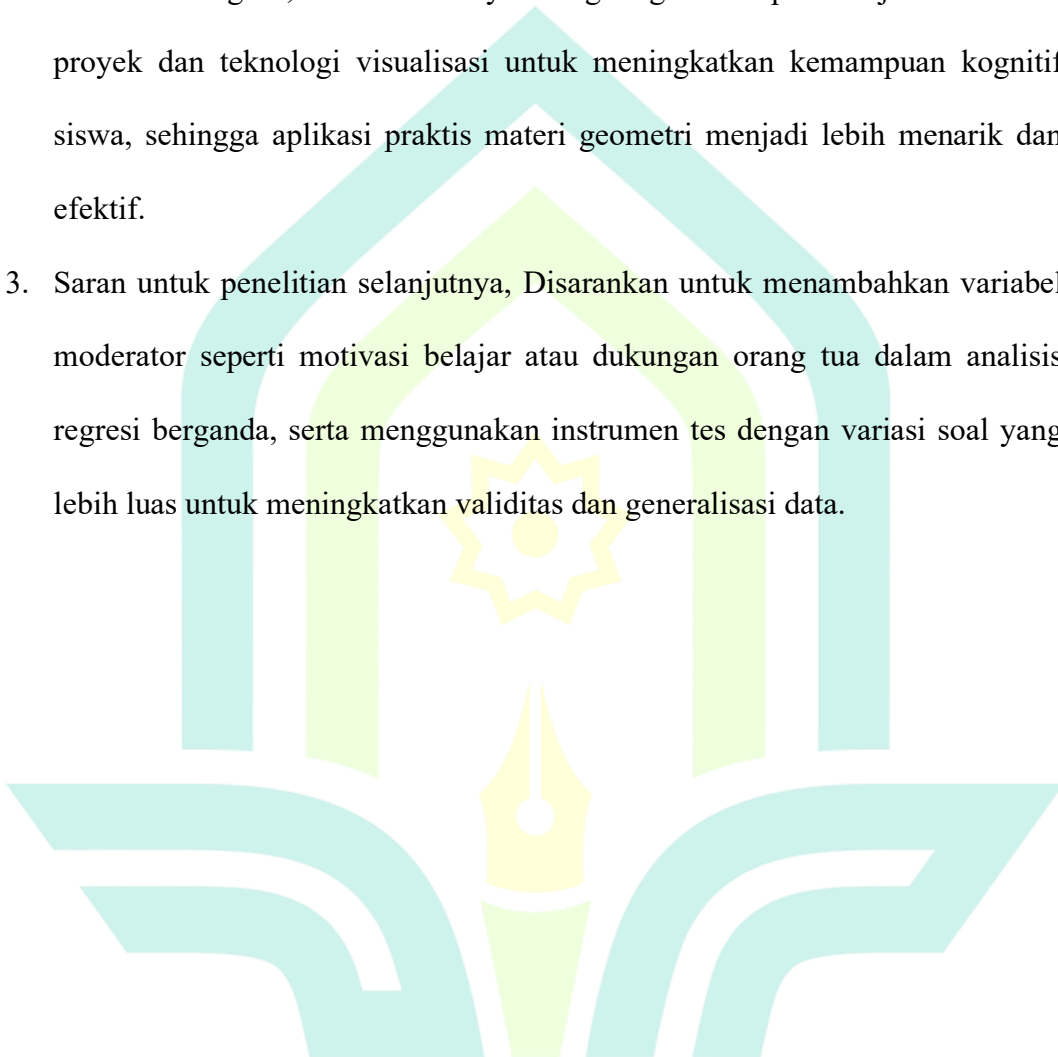 proyek dan teknologi visualisasi untuk meningkatkan kemampuan kognitif
siswa, sehingga aplikasi praktis materi geometri menjadi lebih menarik dan
efektif.
3. Saran untuk penelitian selanjutnya, Disarankan untuk menambahkan variabel
moderator seperti motivasi belajar atau dukungan orang tua dalam analisis
regresi berganda, serta menggunakan instrumen tes dengan variasi soal yang
lebih luas untuk meningkatkan validitas dan generalisasi data.